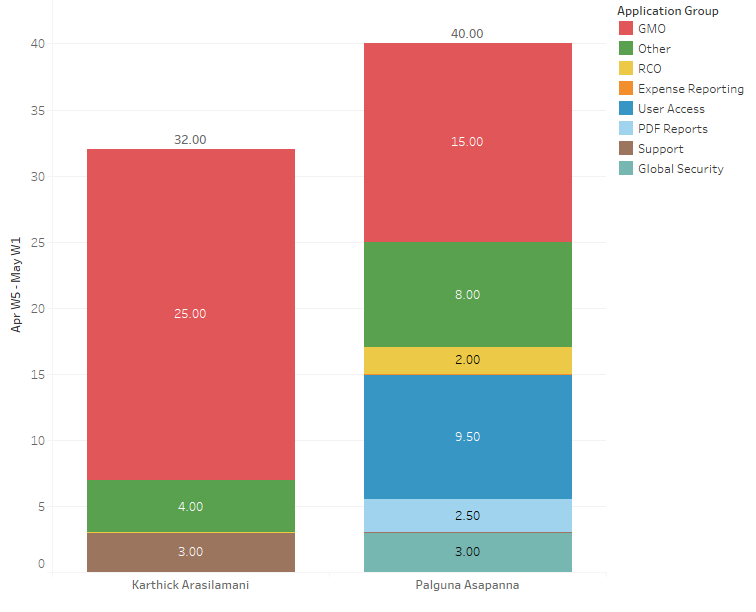 Application Group
GMO
Other
RCO
Expense Reporting
User Access
PDF Reports
Support
Global Security
Apr W5 - May W1
40
35
30
25
20
15
10
5
0
32.00
25.00
4.00
3.00
40.00
15.00
8.00
2.00
9.50
2.50
3.00
Karthick Arasilamani
Palguna Asapanna